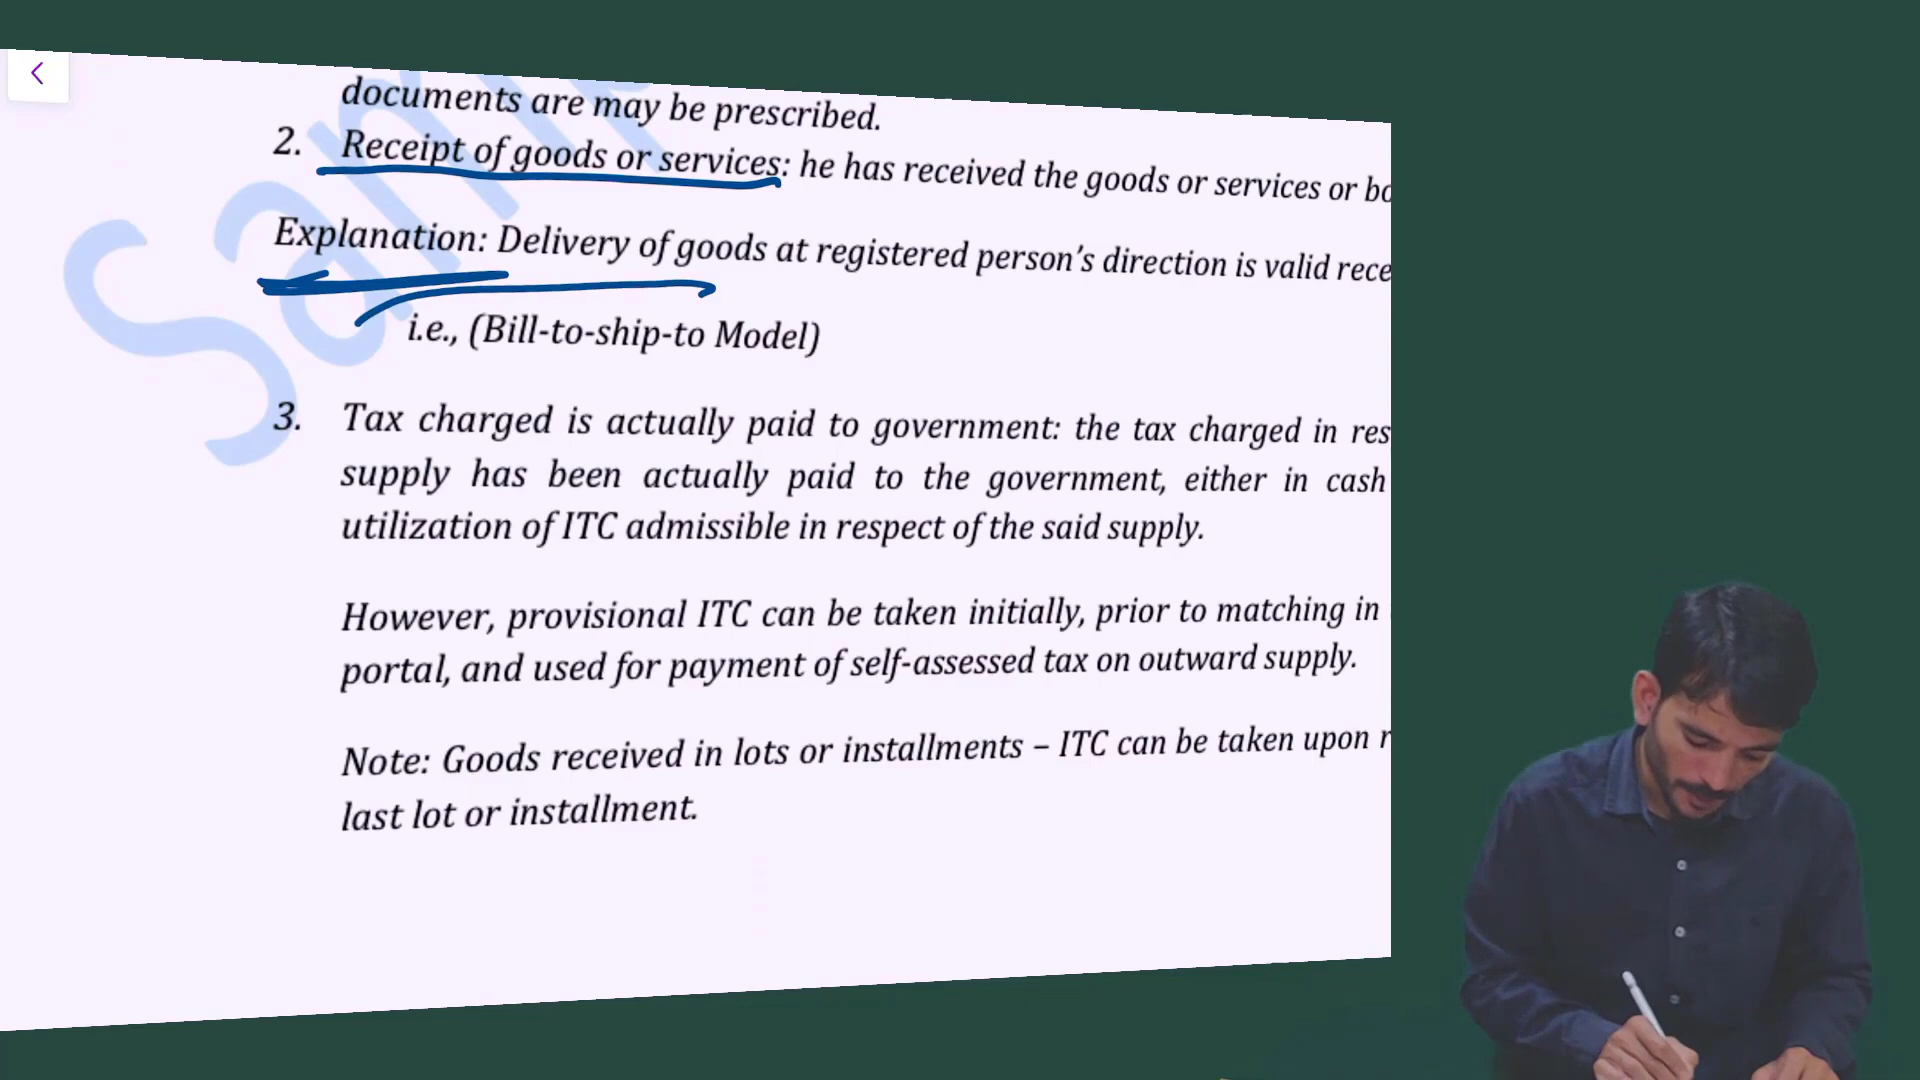 documents are may be prescribed.
2. Receipt of goods or services: he has received the goods or services or
Explanation: Delivery of goods at registered person's direction is valid
i.e., (Bill-to-ship-to Model)
3. Tax charged is actually paid to government: the tax charged in
supply has been actually paid to the government, either in cash
utilization of ITC admissible in respect of the said supply.
However, provisional ITC can be taken initially, prior to matching in
portal, and used for payment of self-assessed tax on outward supply.
Note: Goods received in lots or installments – ITC can be taken upon
last lot or installment.